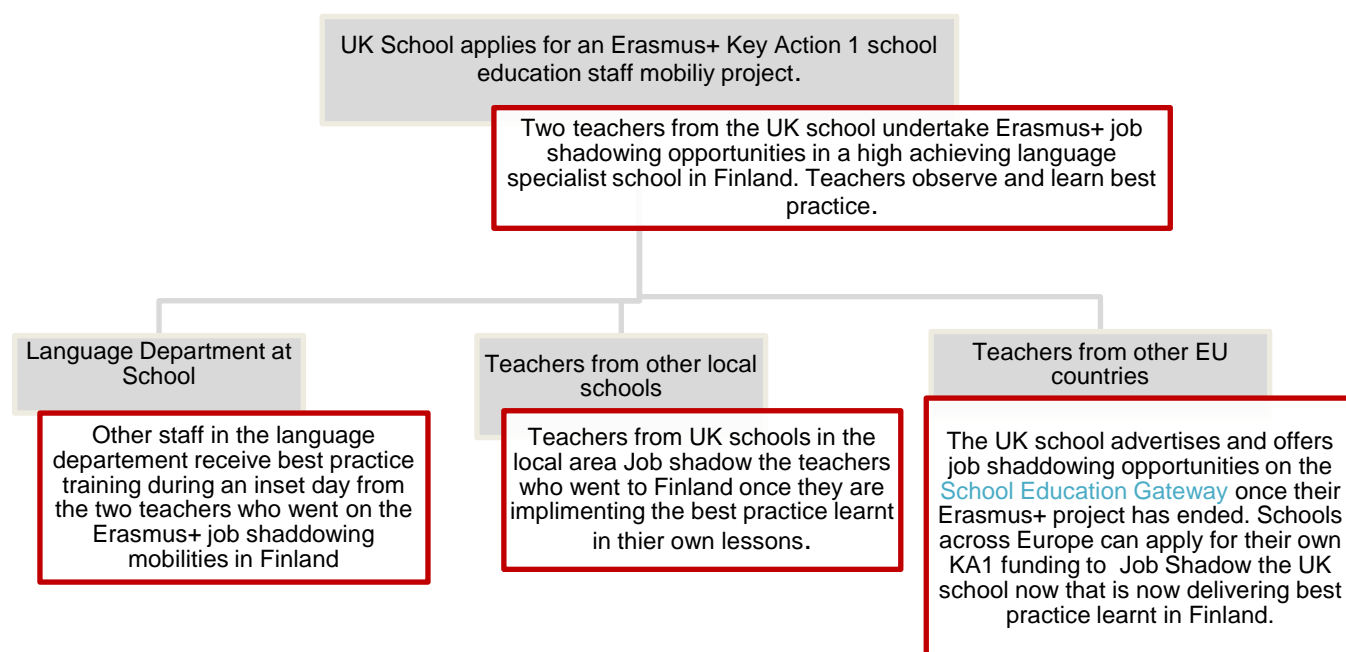 UK School applies for an Erasmus+ Key Action 1 school
education staff mobiliy project.
Two teachers from the UK school undertake Erasmus+ job
shadowing opportunities in a high achieving language
specialist school in Finland. Teachers observe and learn best
practice.
Language Department at
School
Other staff in the language
departement receive best practice
training during an inset day from
the two teachers who went on the
Erasmus+ job shaddowing
mobilities in Finland
Teachers from other local
schools
Teachers from UK schools in the
local area Job shadow the teachers
who went to Finland once they are
implimenting the best practice learnt
in thier own lessons.
Teachers from other EU
countries
The UK school advertises and offers
job shaddowing opportunities on the
School Education Gateway once their
Erasmus+ project has ended. Schools
across Europe can apply for their own
KA1 funding to  Job Shadow the UK
school now that is now delivering best
practice learnt in Finland.